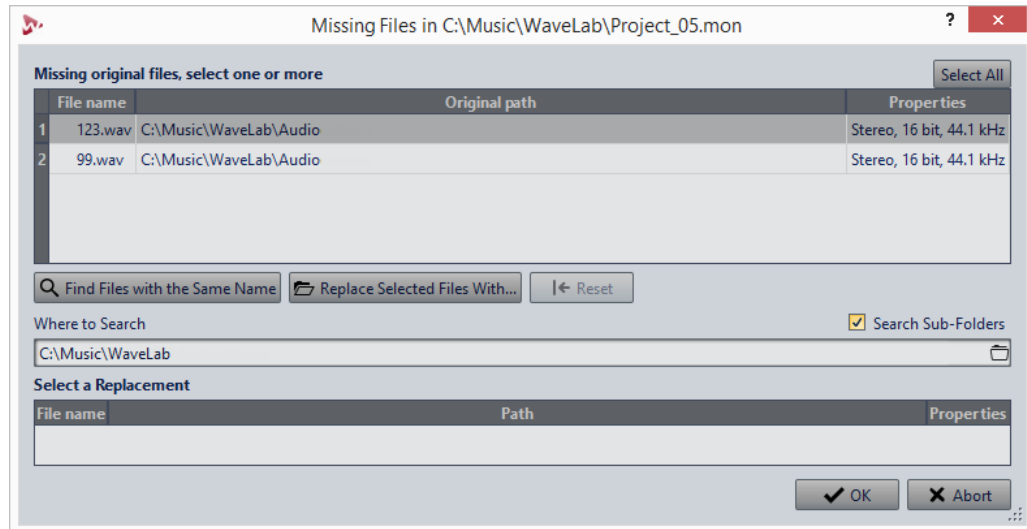 Missing Files in C:\Music\WaveLab\Project_05.mon ? ×
Missing original files, select one or more Select All
File name Original path Properties
1 123.wav C:\Music\WaveLab\Audio Stereo, 16 bit, 44.1 kHz
2 99.wav C:\Music\WaveLab\Audio Stereo, 16 bit, 44.1 kHz
Find Files with the Same Name Replace Selected Files With... Reset
Where to Search Search Sub-Folders
C:\Music\WaveLab
Select a Replacement
File name Path Properties
OK Abort